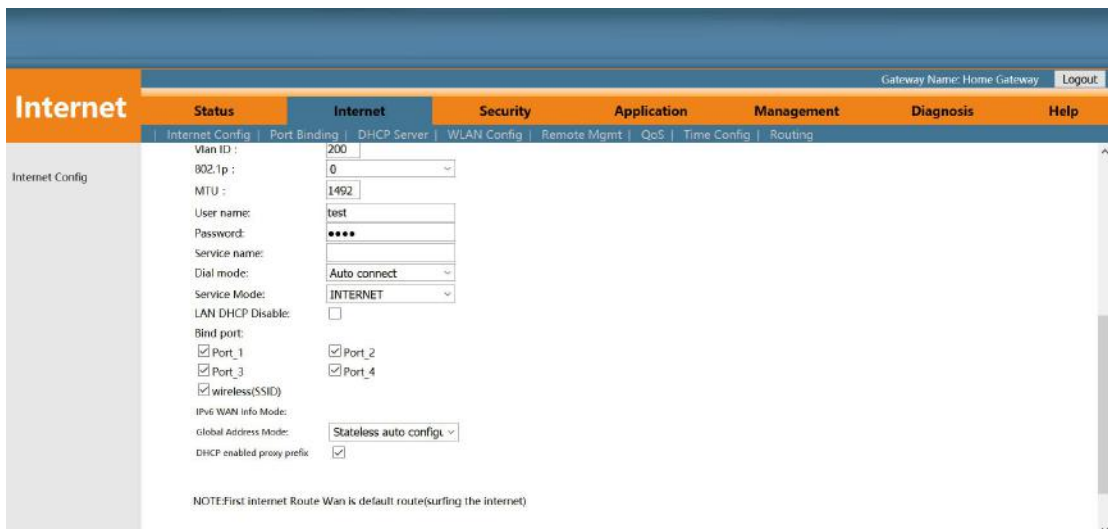 Gateway Name: Home Gateway Logout
Internet
Status Internet Security Application Management Diagnosis Help
| Internet Config | Port Binding | DHCP Server | WLAN Config | Remote Mgmt | QoS | Time Config | Routing
Internet Config
Vlan ID : 200
802.1p : 0
MTU : 1492
User name: test
Password: ••••
Service name:
Dial mode: Auto connect
Service Mode: INTERNET
LAN DHCP Disable:
Bind port:
Port_1 Port_2
Port_3 Port_4
wireless(SSID)
IPv6 WAN Info Mode:
Global Address Mode: Stateless auto configu
DHCP enabled proxy prefix
NOTE:First internet Route Wan is default route(surfing the internet)